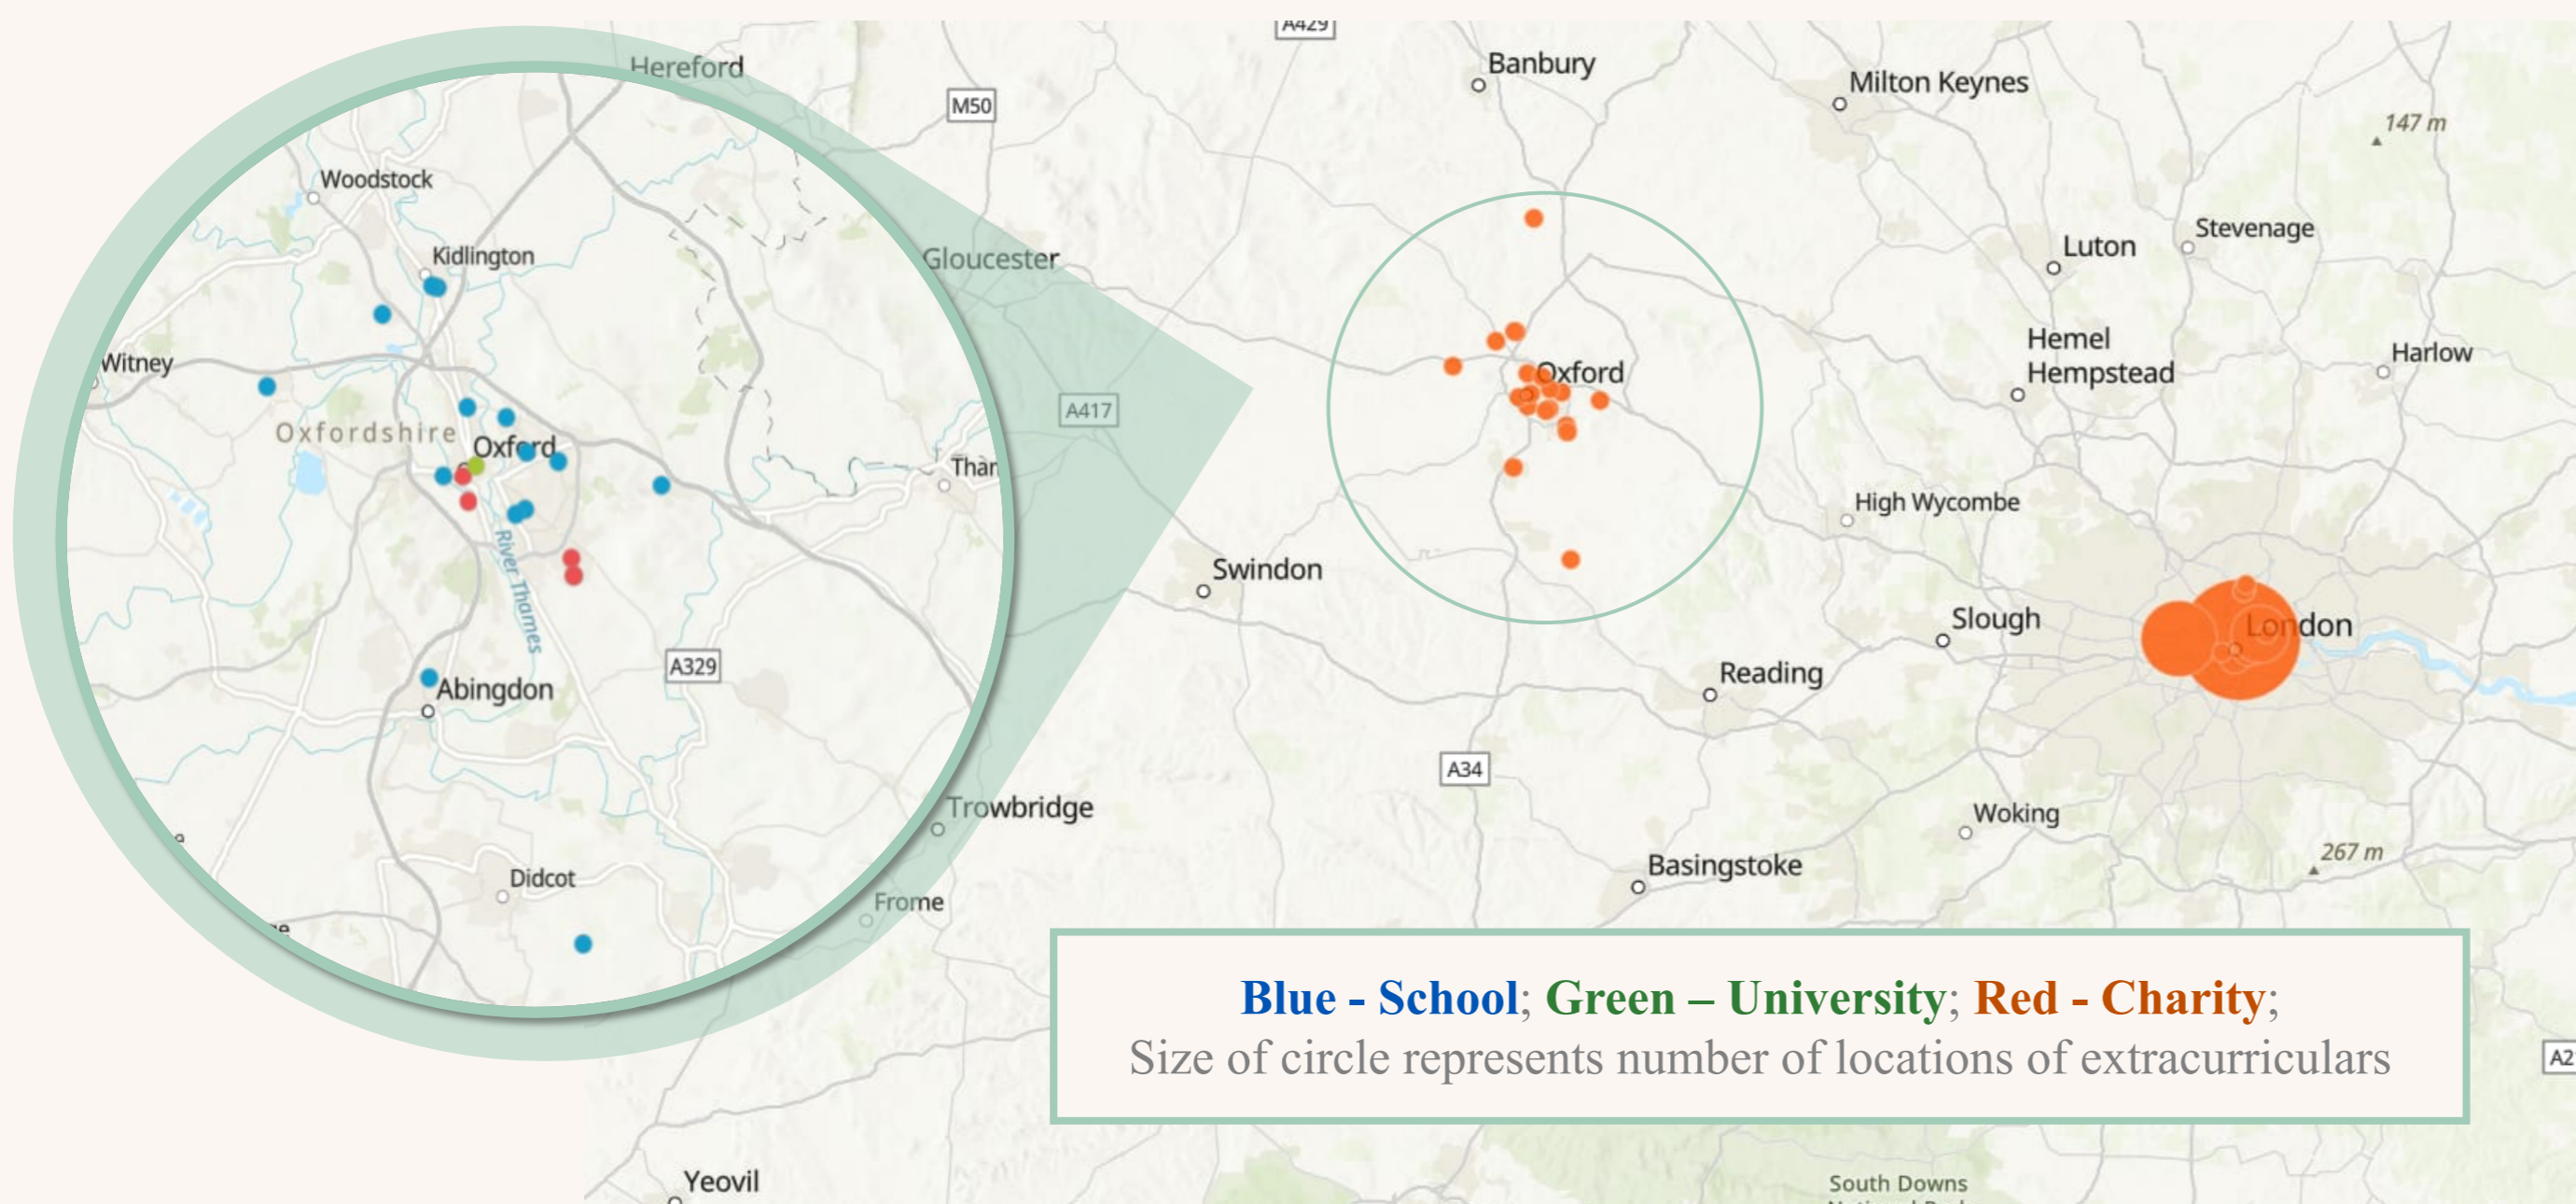 A429
Hereford
Banbury
Milton Keynes
M50
147 m
Woodstock
Stevenage
Luton
Kidlington
Gloucester
Hemel
Hempstead
Harlow
Witney
Oxford
A417
Oxfordshire
Oxford
High Wycombe
Swindon
River Thames
Slough
London
A329
Reading
Abingdon
A34
Trowbridge
Woking
267 m
Basingstoke
Didcot
Frome
Blue - School; Green – University; Red - Charity;
Size of circle represents number of locations of extracurriculars
Yeovil
South Downs